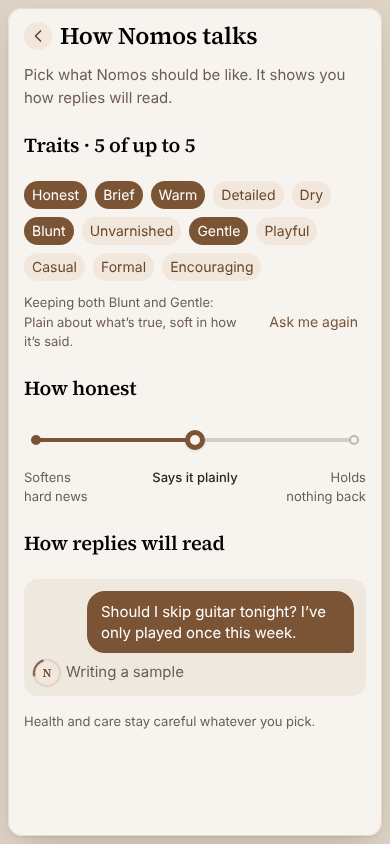 How Nomos talks
Pick what Nomos should be like. It shows you
how replies will read.
Traits · 5 of up to 5
Honest Brief Warm Detailed Dry
Blunt Unvarnished Gentle Playful
Casual Formal Encouraging
Keeping both Blunt and Gentle:
Plain about what’s true, soft in how
it’s said.
Ask me again
How honest
Softens
hard news
Says it plainly
Holds
nothing back
How replies will read
Should I skip guitar tonight? I’ve
only played once this week.
N Writing a sample
Health and care stay careful whatever you pick.